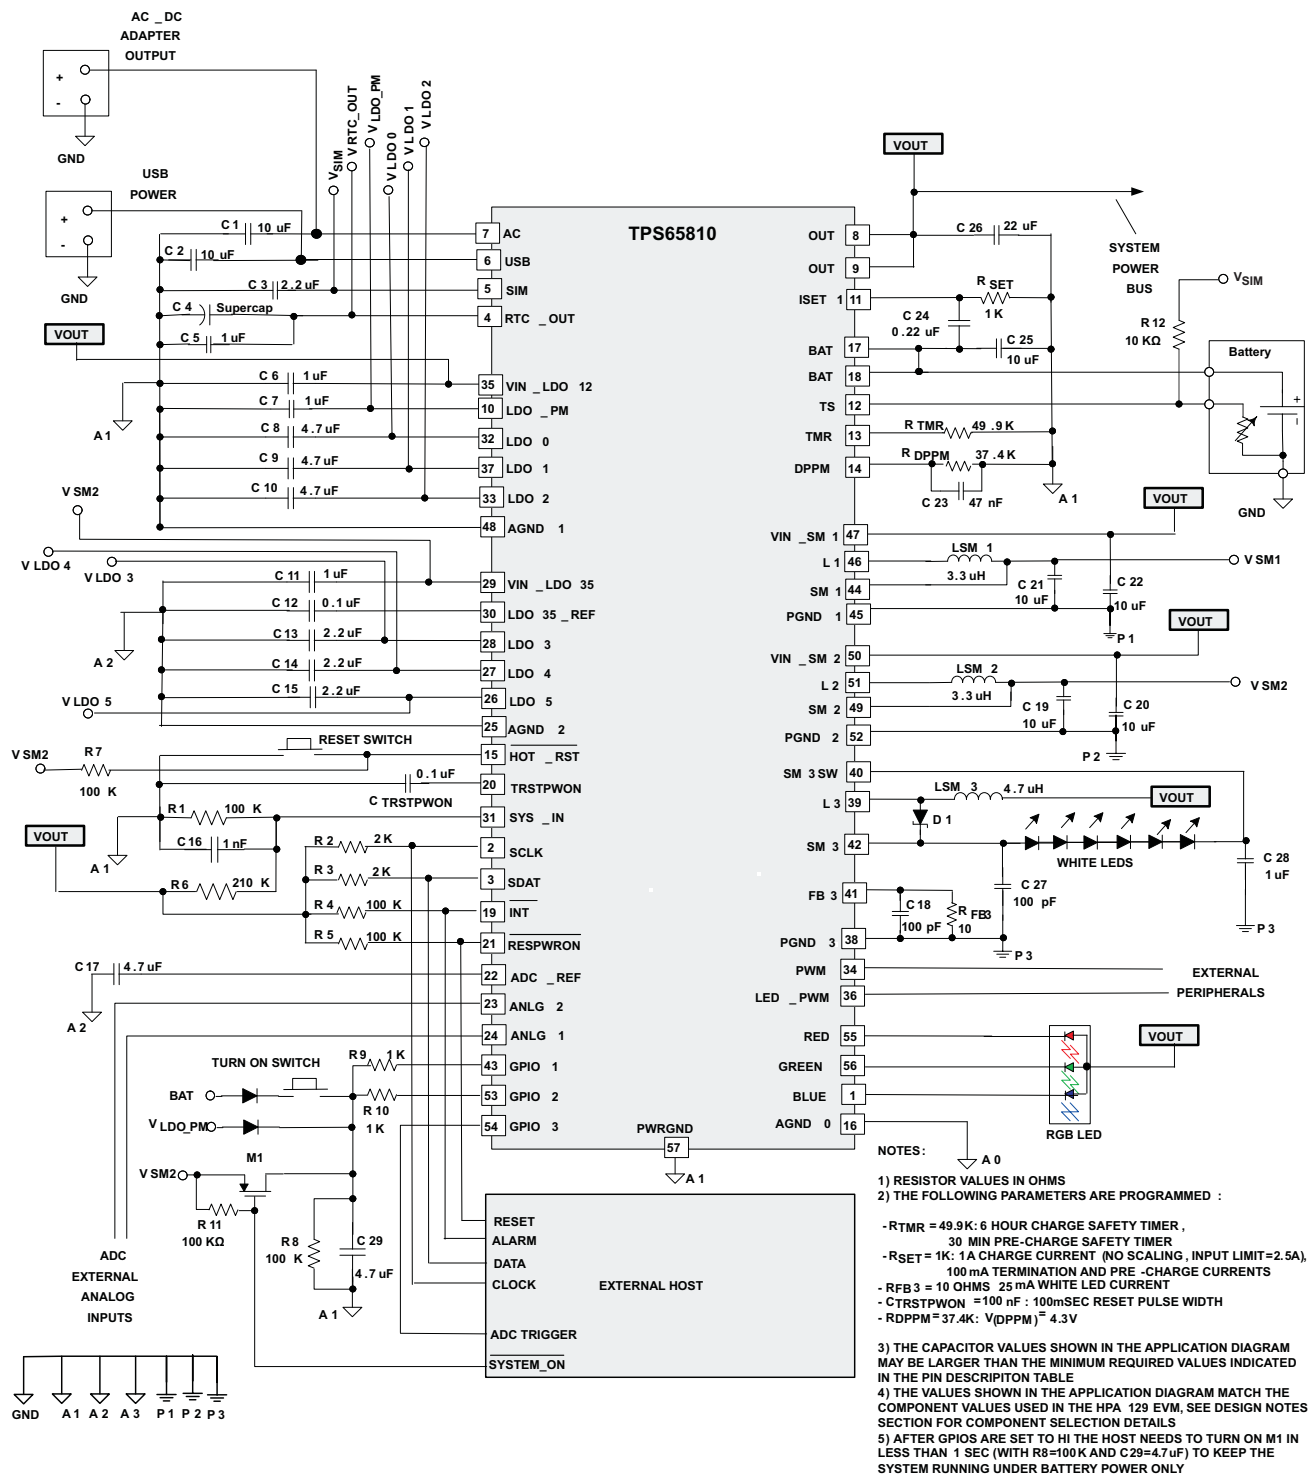 AC _ DC
ADAPTER
OUTPUT
+
-
GND
USB
POWER
+
-
GND
VSIM
VRTC_OUT
VLDO_PM
VLDO 0
VLDO 1
VLDO 2
TPS65810
C 1 10 uF
7 AC
C 2 10 uF
6 USB
C 3 2.2uF
5 SIM
C 4 Supercap
4 RTC _OUT
VOUT
C 5 1 uF
C 6 1 uF
35 VIN _LDO 12
C 7 1 uF
10 LDO _PM
A 1
C 8 4.7 uF
32 LDO 0
C 9 4.7 uF
37 LDO 1
C 10 4.7 uF
33 LDO 2
V SM2
48 AGND 1
V LDO 4
V LDO 3
C 11 1 uF
29 VIN _LDO 35
C 12 0.1 uF
30 LDO 35 _REF
C 13 2.2uF
28 LDO 3
A 2
C 14 2.2uF
27 LDO 4
C 15 2.2uF
26 LDO 5
V LDO 5
25 AGND 2
RESET SWITCH
V SM2
R 7
100 K
15 HOT _RST
0.1 uF
C TRSTPWON
20 TRSTPWON
R 1 100 K
31 SYS _IN
VOUT
C 16 1 nF
A 1
R 2 2 K
2 SCLK
R 6 210 K
R 3 2 K
3 SDAT
R 4 100 K
19 INT
R 5 100 K
21 RESPWRON
C 17 4.7 uF
22 ADC _REF
A 2
23 ANLG 2
24 ANLG 1
TURN ON SWITCH
R 9 1 K
43 GPIO 1
BAT
R 10
1 K
53 GPIO 2
V LDO_PM
54 GPIO 3
M1
V SM2
R 11
100 KΩ
R 8
100 K
C 29
4.7 uF
A 1
ADC
EXTERNAL
ANALOG
INPUTS
GND A 1 A 2 A 3 P 1 P 2 P 3
PWRGND
57
A 1
RESET
ALARM
DATA
CLOCK
ADC TRIGGER
SYSTEM_ON
EXTERNAL HOST
VOUT
OUT 8
C 26 22 uF
OUT 9
SYSTEM
POWER
BUS
ISET 1 11
R SET
1 K
VSIM
C 24
0.22 uF
R 12
10 KΩ
BAT 17
C 25
10 uF
BAT 18
Battery
+
-
TS 12
TMR 13
R TMR 49 .9 K
DPPM 14
R DPPM 37 .4 K
C 23 47 nF
A 1
GND
VOUT
VIN _SM 1 47
L 1 46
LSM 1
3.3 uH
V SM1
SM 1 44
C 21
10 uF
C 22
10 uF
PGND 1 45
P 1
VOUT
VIN _SM 2 50
L 2 51
LSM 2
3.3 uH
V SM2
SM 2 49
C 19
10 uF
C 20
10 uF
PGND 2 52
P 2
SM 3 SW 40
LSM 3 4.7 uH
VOUT
L 3 39
D 1
SM 3 42
WHITE LEDS
C 28
1 uF
C 27
100 pF
FB 3 41
C 18
100 pF
R FB3
10
PGND 3 38
P 3
P 3
PWM 34
LED _PWM 36
EXTERNAL
PERIPHERALS
RED 55
GREEN 56
BLUE 1
VOUT
RGB LED
AGND 0 16
A 0
NOTES:
1) RESISTOR VALUES IN OHMS
2) THE FOLLOWING PARAMETERS ARE PROGRAMMED :
- RTMR = 49.9K: 6 HOUR CHARGE SAFETY TIMER ,
30 MIN PRE-CHARGE SAFETY TIMER
- RSET = 1K: 1A CHARGE CURRENT (NO SCALING , INPUT LIMIT=2.5A),
100 mA TERMINATION AND PRE -CHARGE CURRENTS
- RFB 3 = 10 OHMS 25 mA WHITE LED CURRENT
- CTRSTPWON =100 nF : 100mSEC RESET PULSE WIDTH
- RDPPM = 37.4K: V(DPPM) = 4.3V
3) THE CAPACITOR VALUES SHOWN IN THE APPLICATION DIAGRAM
MAY BE LARGER THAN THE MINIMUM REQUIRED VALUES INDICATED
IN THE PIN DESCRIPITON TABLE
4) THE VALUES SHOWN IN THE APPLICATION DIAGRAM MATCH THE
COMPONENT VALUES USED IN THE HPA 129 EVM, SEE DESIGN NOTES
SECTION FOR COMPONENT SELECTION DETAILS
5) AFTER GPIOS ARE SET TO HI THE HOST NEEDS TO TURN ON M1 IN
LESS THAN 1 SEC (WITH R8=100K AND C29=4.7uF) TO KEEP THE
SYSTEM RUNNING UNDER BATTERY POWER ONLY